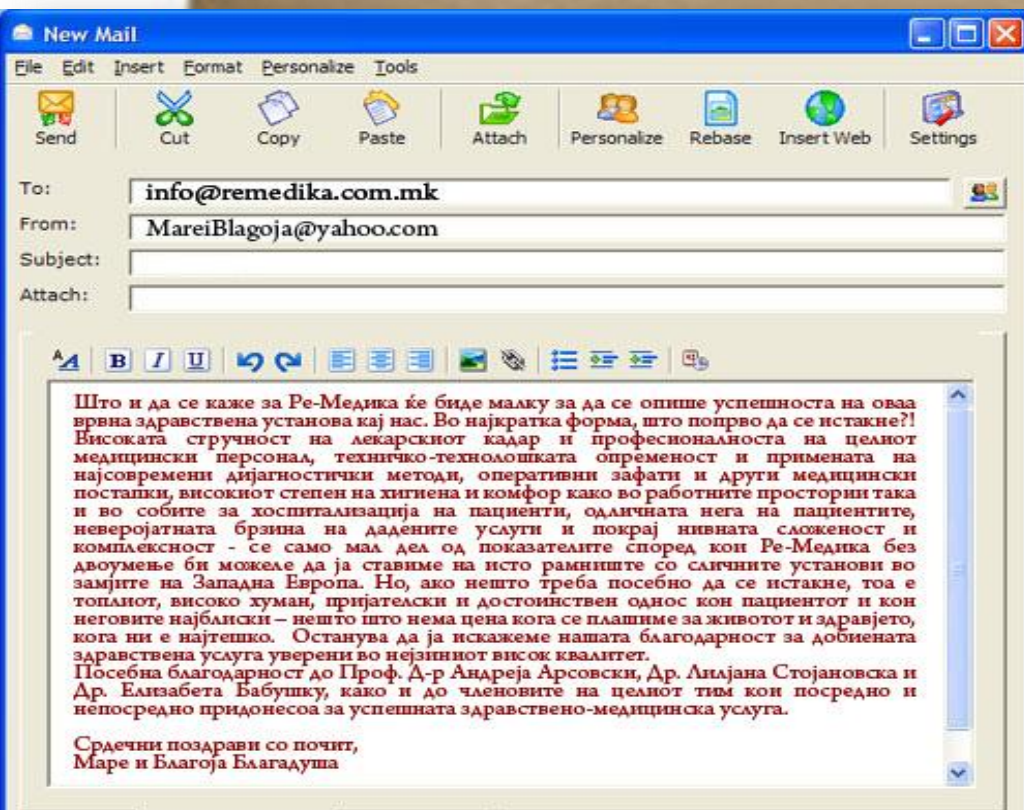 New Mail
File Edit Insert Format Personalize Tools
Send Cut Copy Paste Attach Personalize Rebase Insert Web Settings
To: info@remedika.com.mk
From: MareiBlagoja@yahoo.com
Subject:
Attach:
Што и да се каже за Ре-Медика ќе биде малку за да се опише успешноста на оваа
врвна здравствена установа кај нас. Во најкратка форма, што попрво да се истакне?!
Високата стручност на лекарскиот кадар и професионалноста на целиот
медицински персонал, техничко-технолошката опременост и примената на
најсовремени дијагностички методи, оперативни зафати и други медицински
постапки, високиот степен на хигиена и комфор како во работните простории така
и во собите за хоспитализација на пациенти, одличната нега на пациентите,
неверојатната брзина на дадените услуги и покрај нивната сложеност и
комплексност - се само мал дел од показателите според кои Ре-Медика без
двоумење би можеле да ја ставиме на исто рамниште со сличните установи во
замјите на Западна Европа. Но, ако нешто треба посебно да се истакне, тоа е
топлиот, високо хуман, пријателски и достоинствен однос кон пациентот и кон
неговите најблиски – нешто што нема цена кога се плашиме за животот и здравјето,
кога ни е најтешко. Останува да ја искажеме нашата благодарност за добиената
здравствена услуга уверени во нејзиниот висок квалитет.
Посебна благодарност до Проф. Д-р Андреја Арсовски, Др. Лилјана Стојановска и
Др. Елизабета Бабушку, како и до членовите на целиот тим кои посредно и
непосредно придонесоа за успешната здравствено-медицинска услуга.
Срдечни поздрави со почит,
Маре и Благоја Благадуша